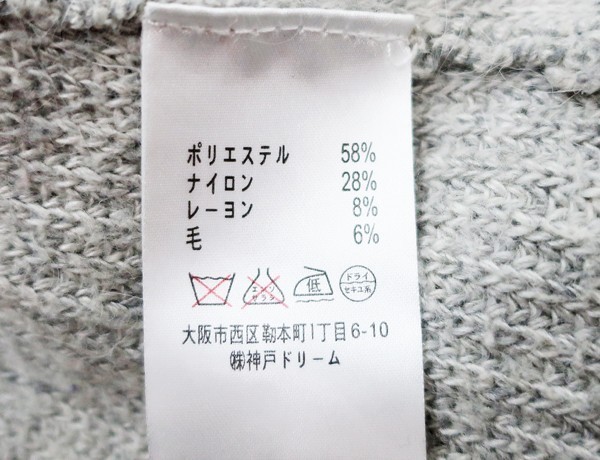 ポリエステル 58%
ナイロン 28%
レーヨン 8%
毛 6%
エンソ サラシ 低 ドライ セキユ系
大阪市西区靭本町1丁目6-10
㈱神戸ドリーム